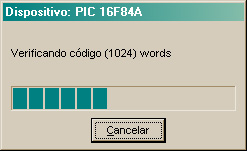 Dispositivo: PIC 16F84A
Verificando código (1024) words
Cancelar